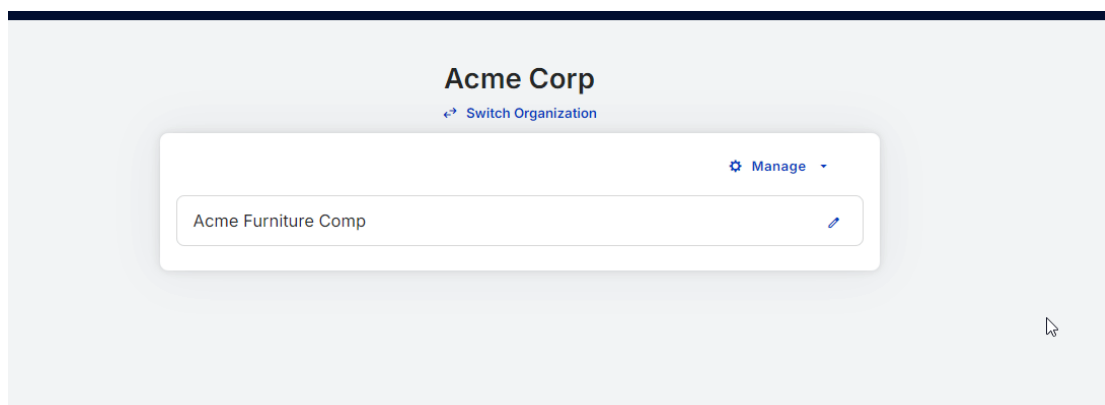 Acme Corp
Switch Organization
Manage
Acme Furniture Comp